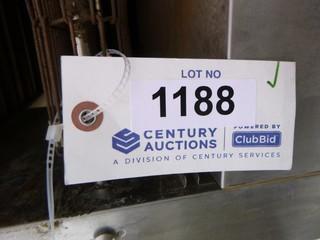 LOT NO
1188
CENTURY AUCTIONS
POWERED BY
ClubBid
A DIVISION OF CENTURY SERVICES